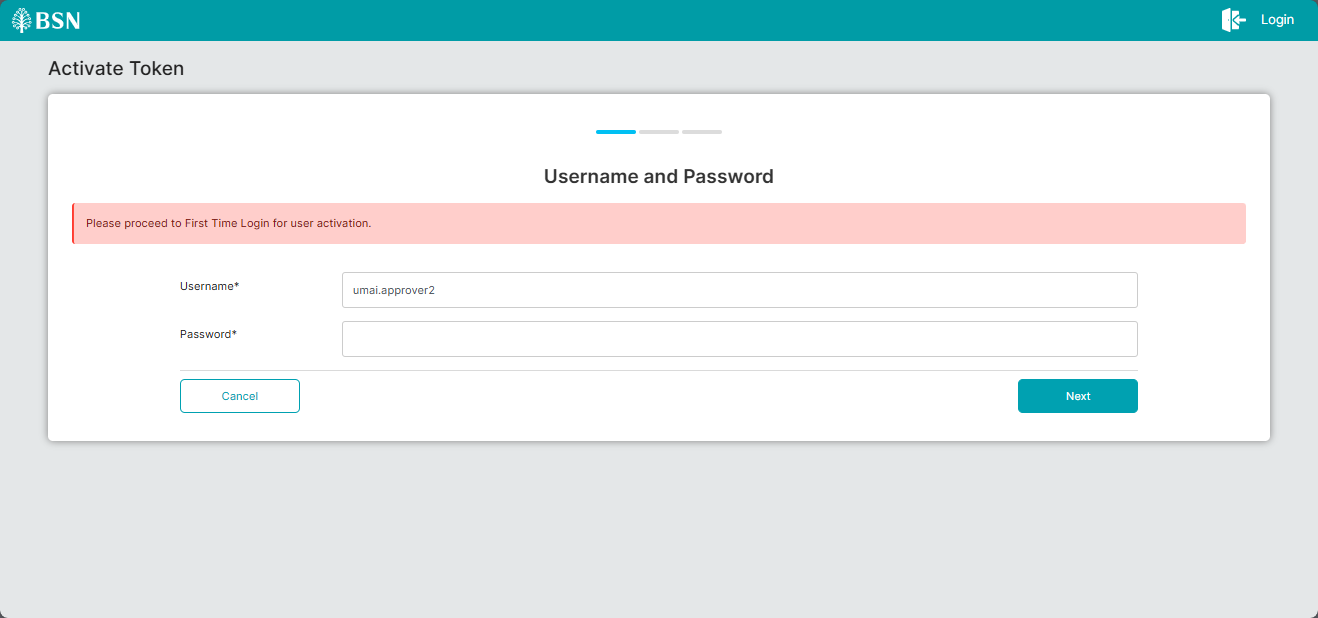 BSN
Login
Activate Token
Username and Password
Please proceed to First Time Login for user activation.
Username*
umai.approver2
Password*
Cancel
Next